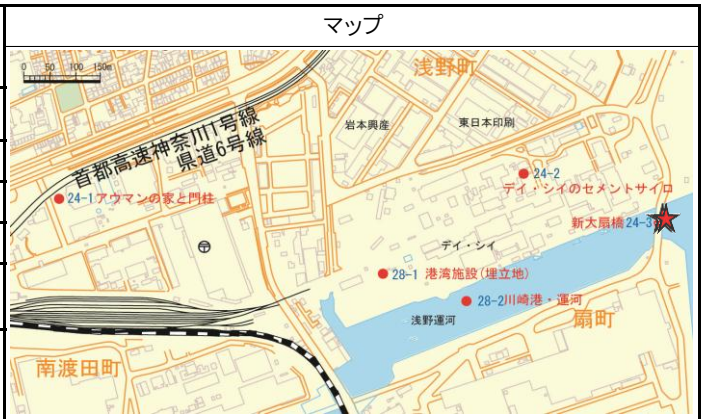 マップ
0 50 100 150m
浅野町
岩本興産
東日本印刷
首都高速神奈川1号線
県道6号線
24-2
デイ・シイのセメントサイロ
24-1 アウマンの家と門柱
新大扇橋 24-3
デイ・シイ
28-1 港湾施設(埋立地)
28-2 川崎港・運河
浅野運河
扇町
南渡田町